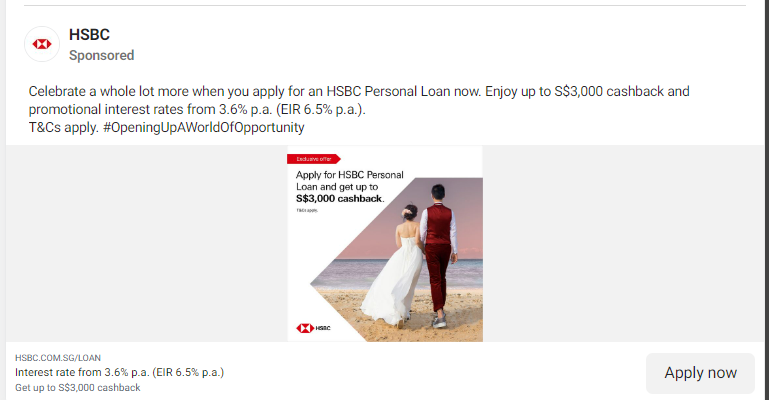 HSBC
Sponsored
Celebrate a whole lot more when you apply for an HSBC Personal Loan now. Enjoy up to S$3,000 cashback and
promotional interest rates from 3.6% p.a. (EIR 6.5% p.a.).
T&Cs apply. #OpeningUpAWorldOfOpportunity
Exclusive offer
Apply for HSBC Personal
Loan and get up to
S$3,000 cashback.
T&Cs apply.
HSBC
HSBC.COM.SG/LOAN
Interest rate from 3.6% p.a. (EIR 6.5% p.a.)
Get up to S$3,000 cashback
Apply now